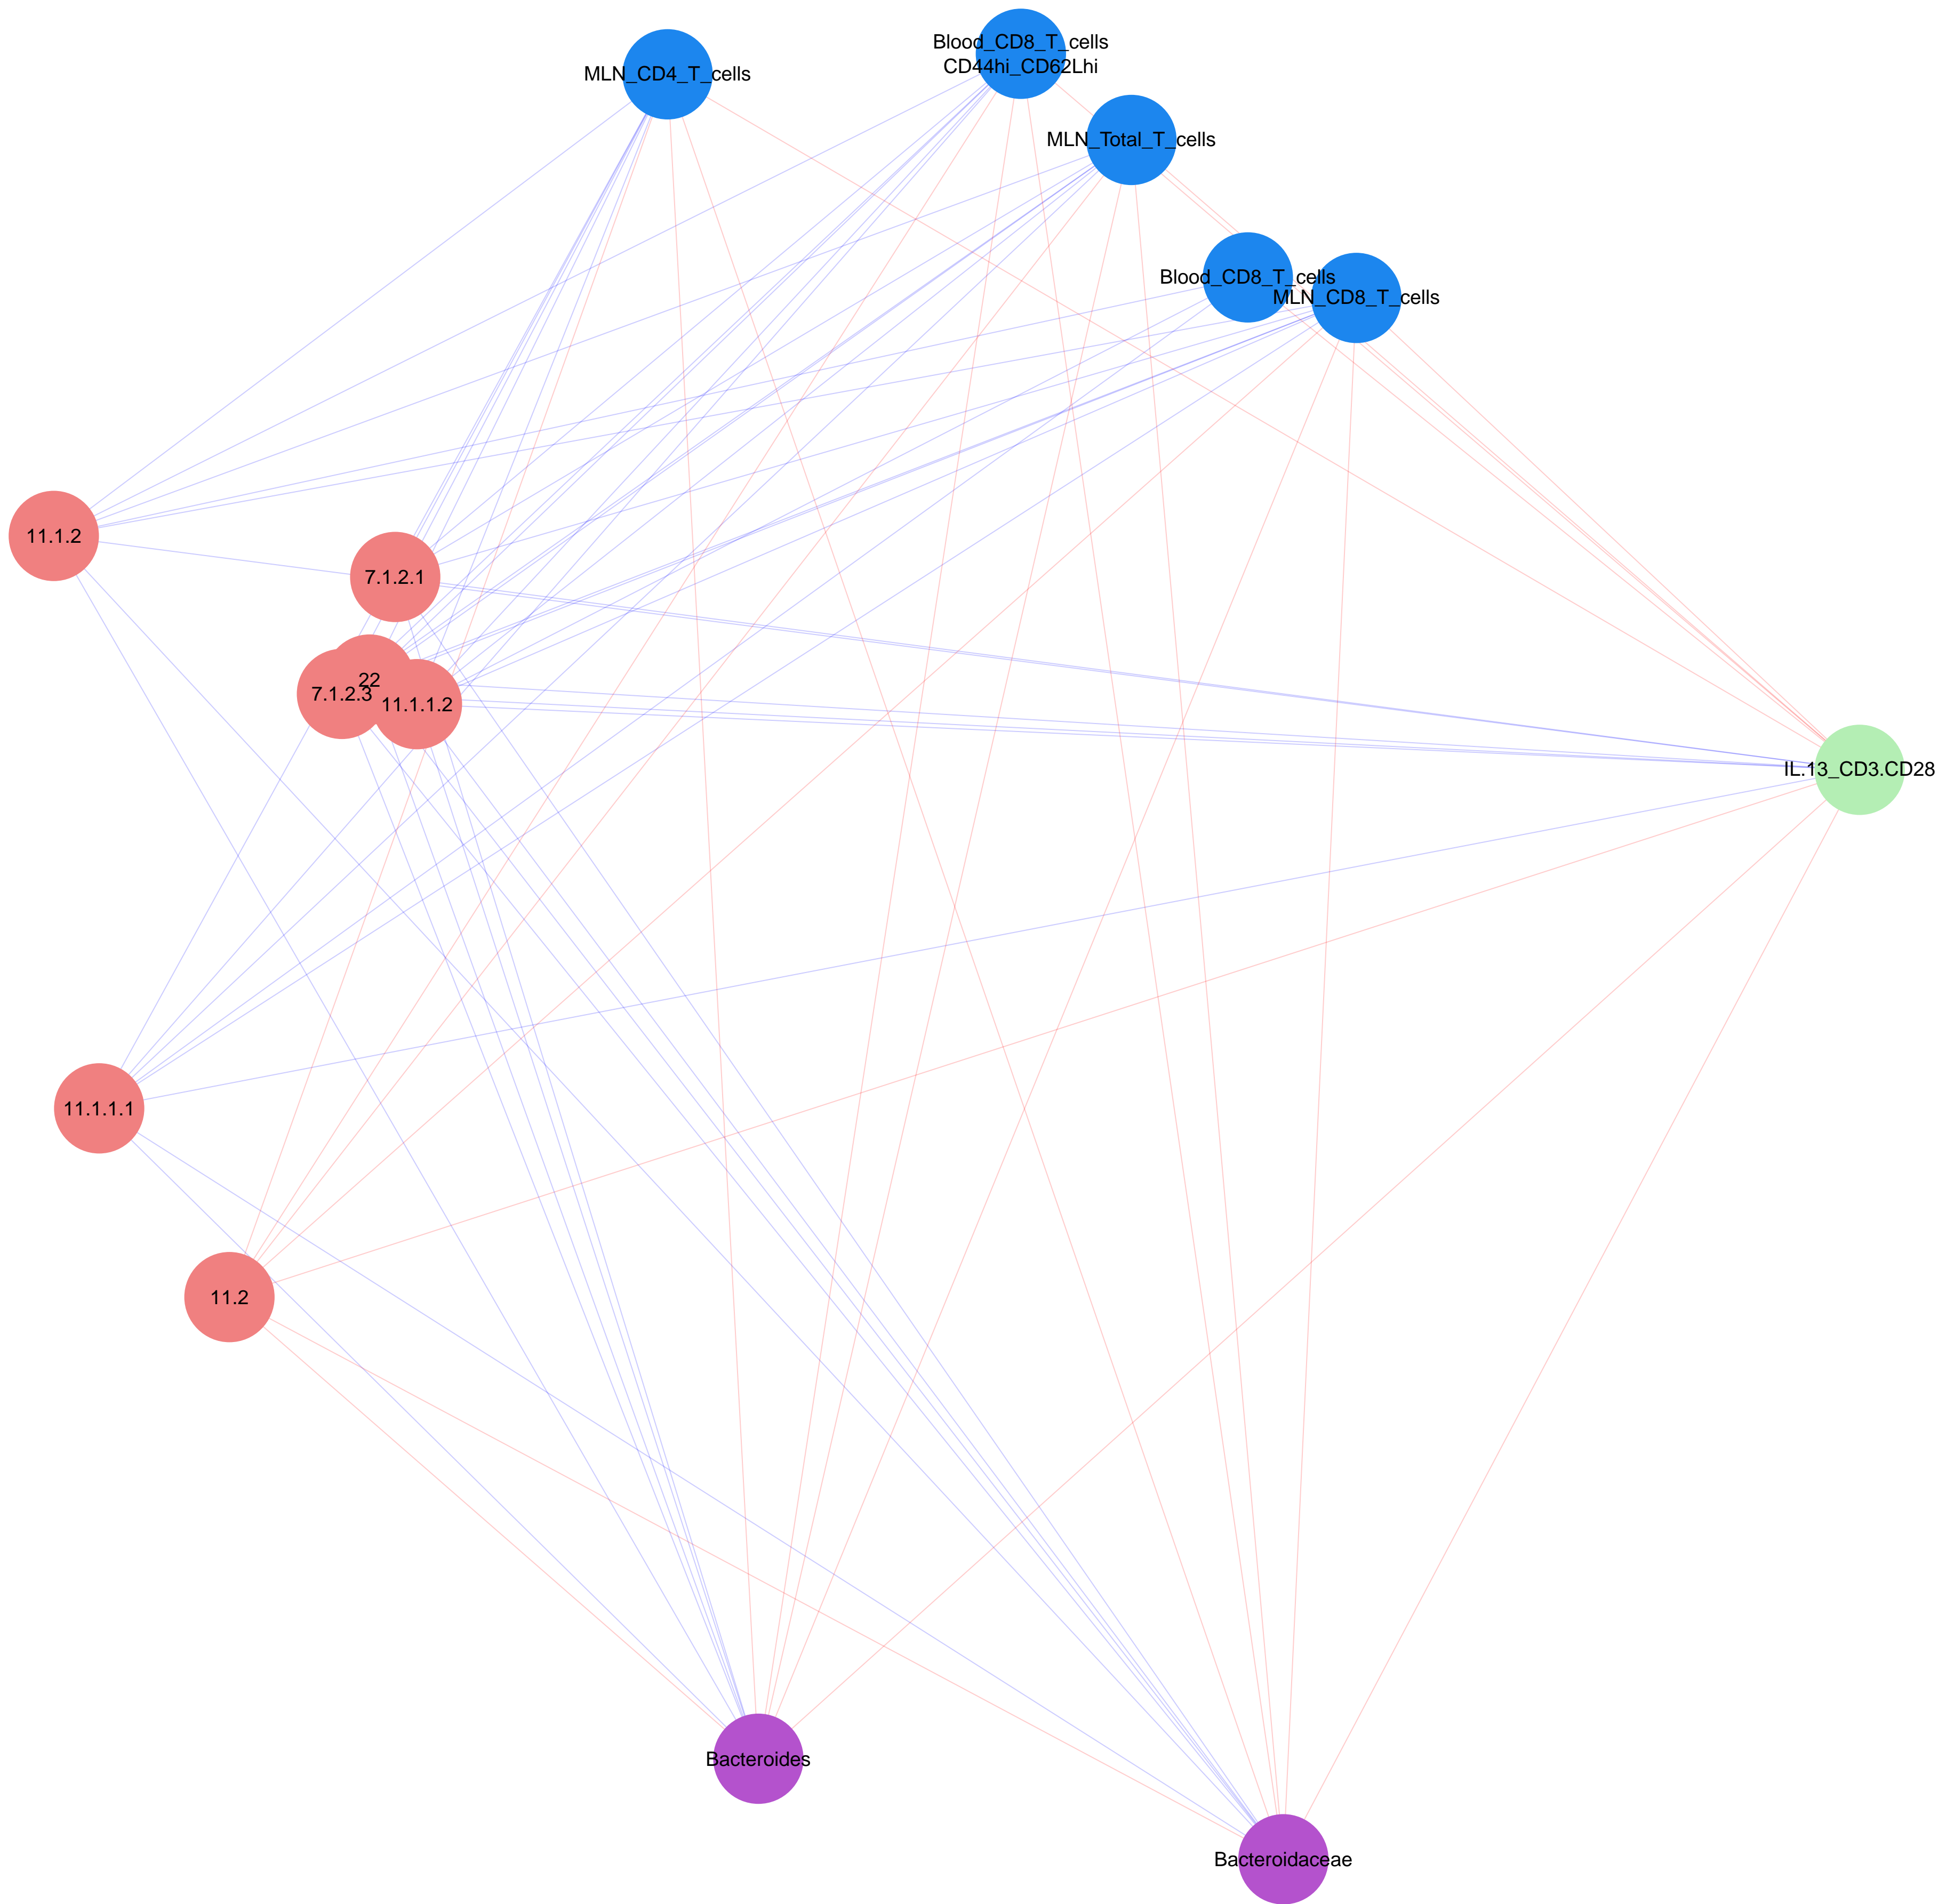 Blood_CD8_T_cells
CD44hi_CD62Lhi
MLN_CD4_T_cells
MLN_Total_T_cells
Blood_CD8_T_cells
MLN_CD8_T_cells
11.1.2
7.1.2.1
22
7.1.2.3
11.1.1.2
IL.13_CD3.CD28
11.1.1.1
11.2
Bacteroides
Bacteroidaceae